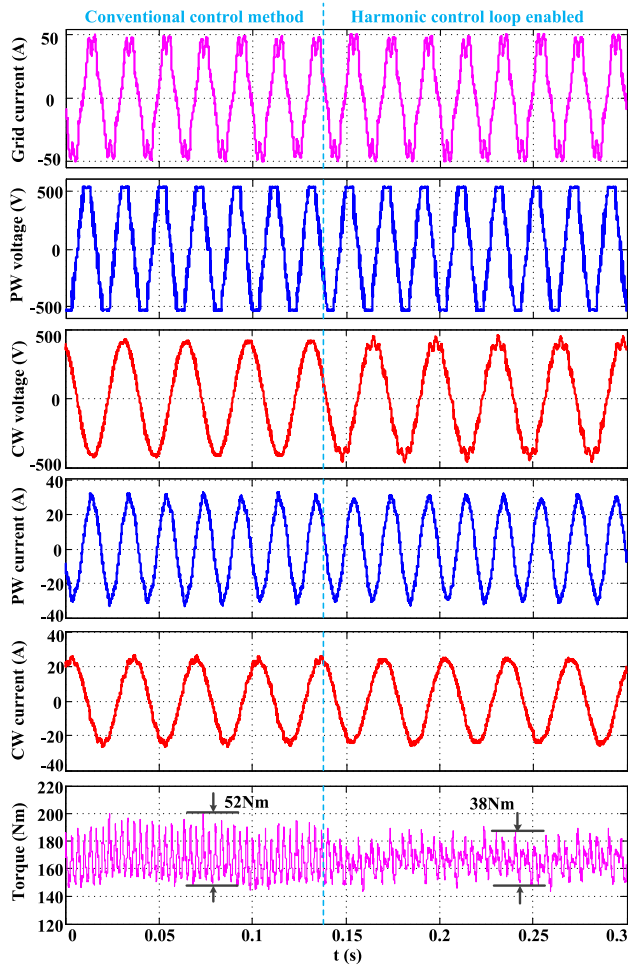 Conventional control method
Harmonic control loop enabled
Grid current (A)
50
0
-50
PW voltage (V)
500
0
-500
CW voltage (V)
500
0
-500
PW current (A)
40
20
0
-20
-40
CW current (A)
40
20
0
-20
-40
Torque (Nm)
200
180
160
140
120
52Nm
38Nm
0
0.05
0.1
0.15
0.2
0.25
0.3
t (s)